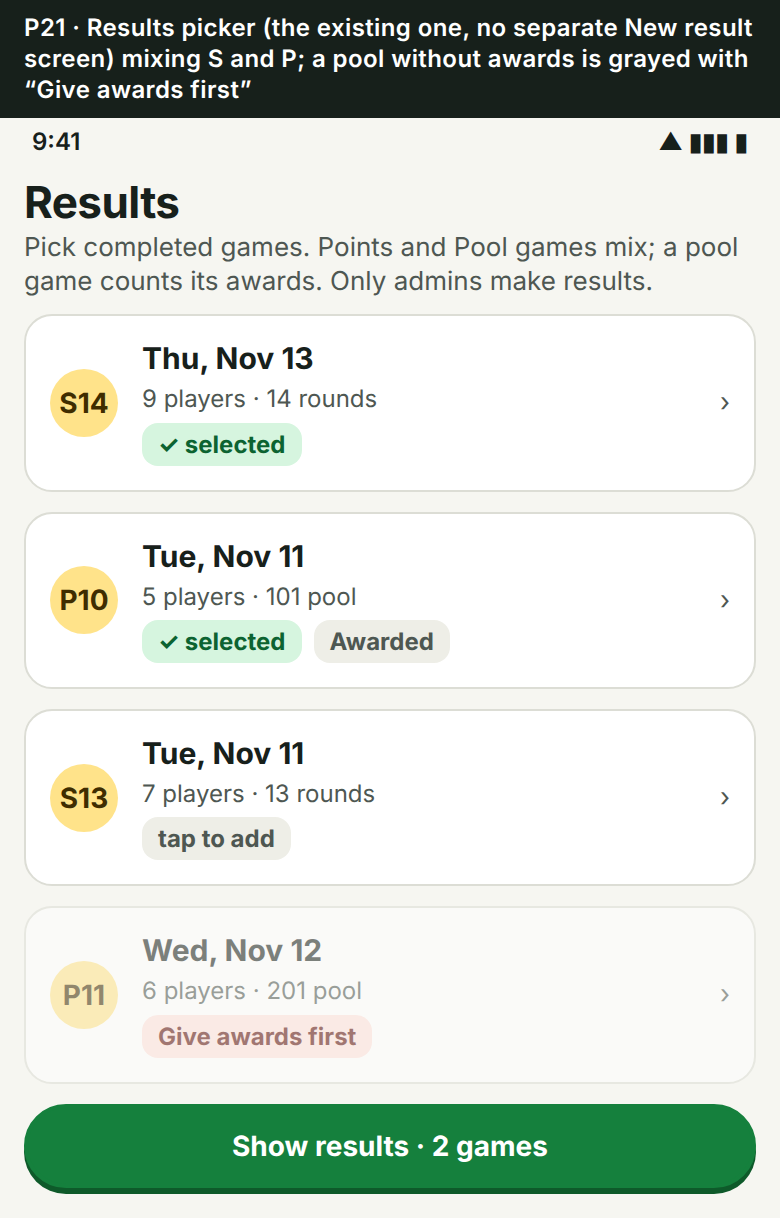 P21 · Results picker (the existing one, no separate New result
screen) mixing S and P; a pool without awards is grayed with
“Give awards first”
9:41
Results
Pick completed games. Points and Pool games mix; a pool
game counts its awards. Only admins make results.
S14
Thu, Nov 13
9 players · 14 rounds
✓ selected
›
P10
Tue, Nov 11
5 players · 101 pool
✓ selected
Awarded
›
S13
Tue, Nov 11
7 players · 13 rounds
tap to add
›
P11
Wed, Nov 12
6 players · 201 pool
Give awards first
›
Show results · 2 games